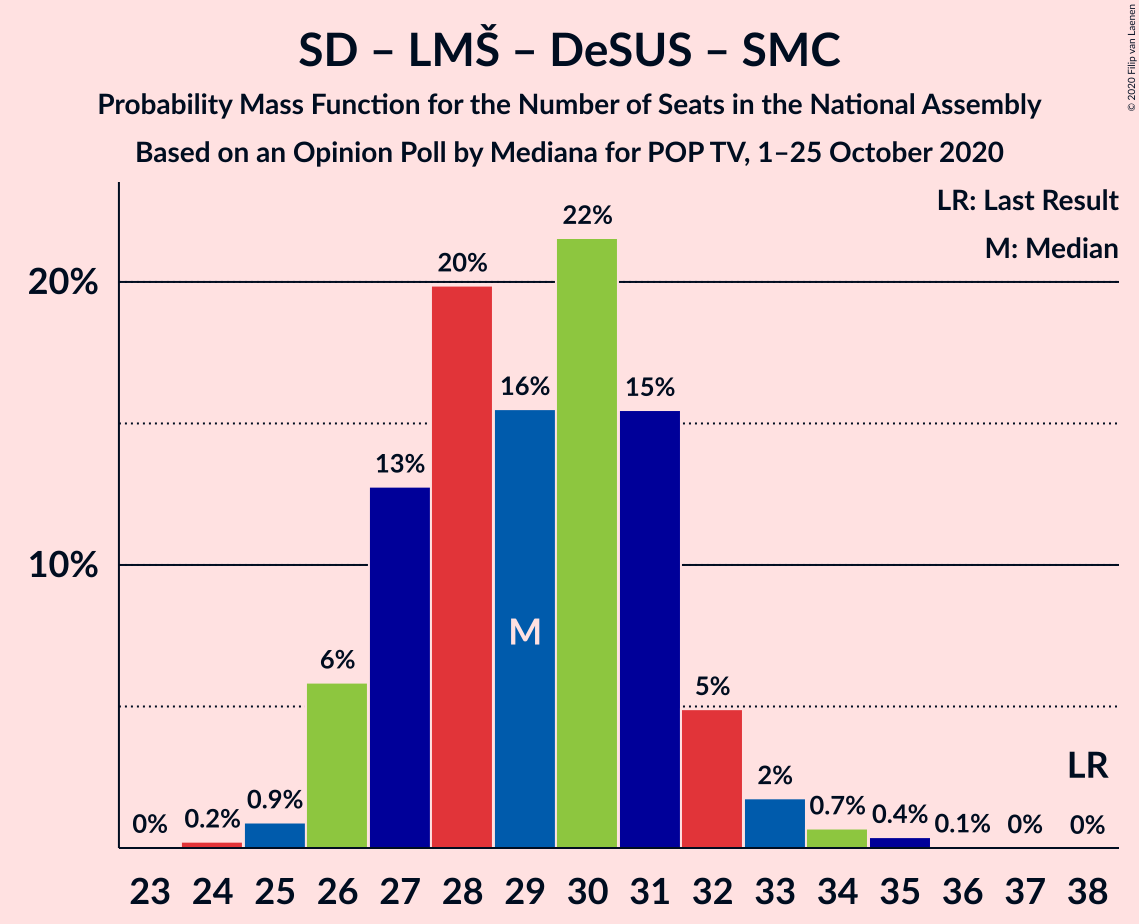 SD – LMŠ – DeSUS – SMC
Probability Mass Function for the Number of Seats in the National Assembly
Based on an Opinion Poll by Mediana for POP TV, 1–25 October 2020
© 2020 Filip van Laenen
LR: Last Result
M: Median
20%
10%
0%
0.2%
0.9%
6%
13%
20%
16%
22%
15%
5%
2%
0.7%
0.4%
0.1%
0%
0%
M
LR
23 24 25 26 27 28 29 30 31 32 33 34 35 36 37 38